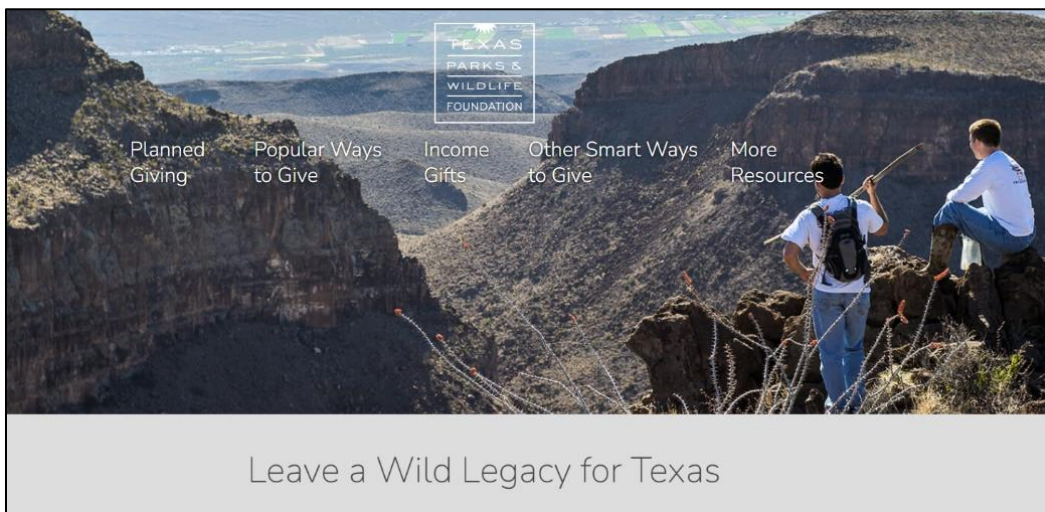 TEXAS
PARKS &
WILDLIFE
FOUNDATION
Planned
Giving
Popular Ways
to Give
Income
Gifts
Other Smart Ways
to Give
More
Resources
Leave a Wild Legacy for Texas